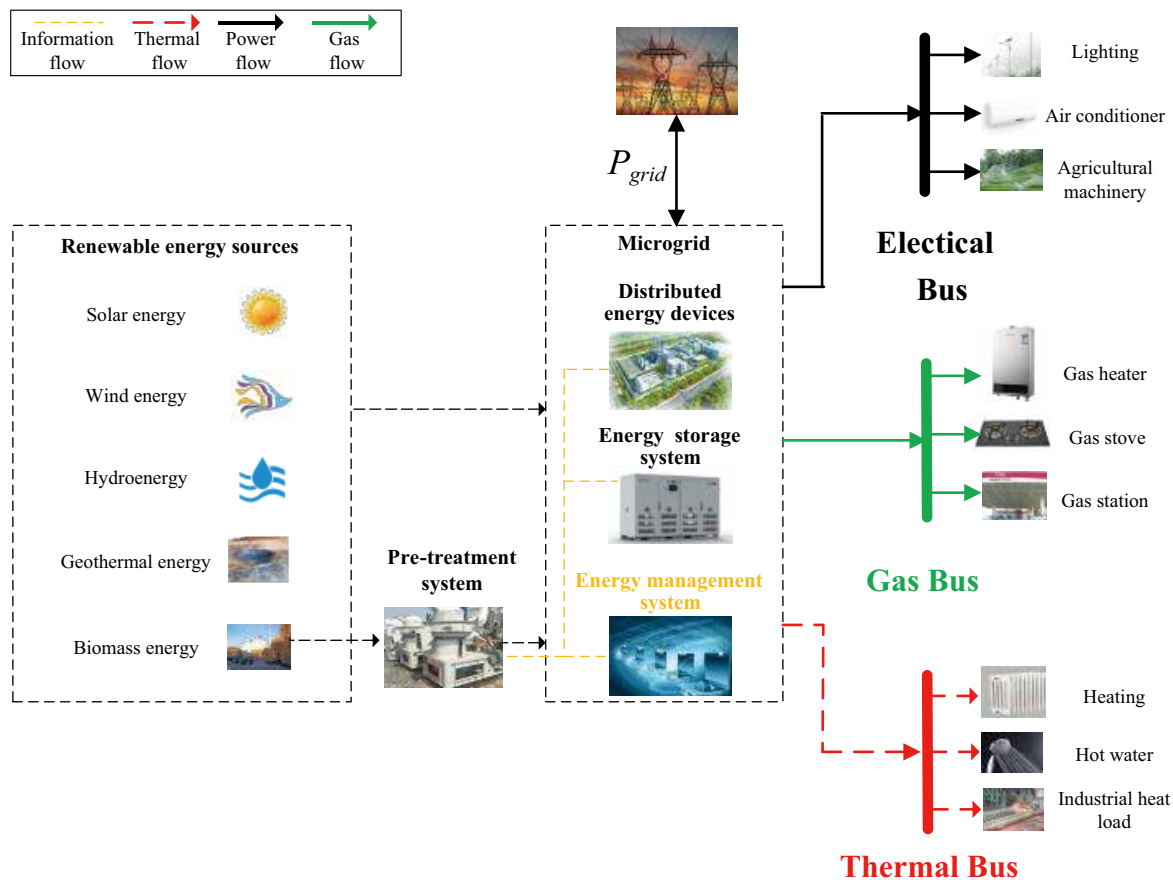 Information flow
Thermal flow
Power flow
Gas flow
P grid
Lighting
Air conditioner
Agricultural
machinery
Electical
Bus
Renewable energy sources
Solar energy
Wind energy
Hydroenergy
Geothermal energy
Biomass energy
Pre-treatment
system
Microgrid
Distributed
energy devices
Energy storage
system
Energy management
system
Gas heater
Gas stove
Gas station
Gas Bus
Heating
Hot water
Industrial heat
load
Thermal Bus